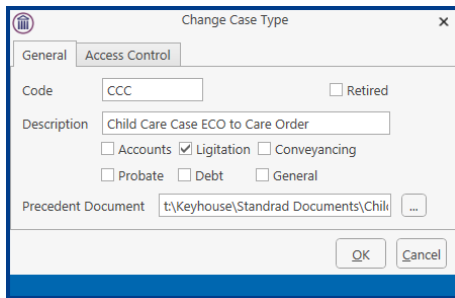 Change Case Type
General Access Control
Code CCC Retired
Description Child Care Case ECO to Care Order
Accounts Ligitation Conveyancing
Probate Debt General
Precedent Document t:\Keyhouse\Standrad Documents\Chil ...
OK Cancel